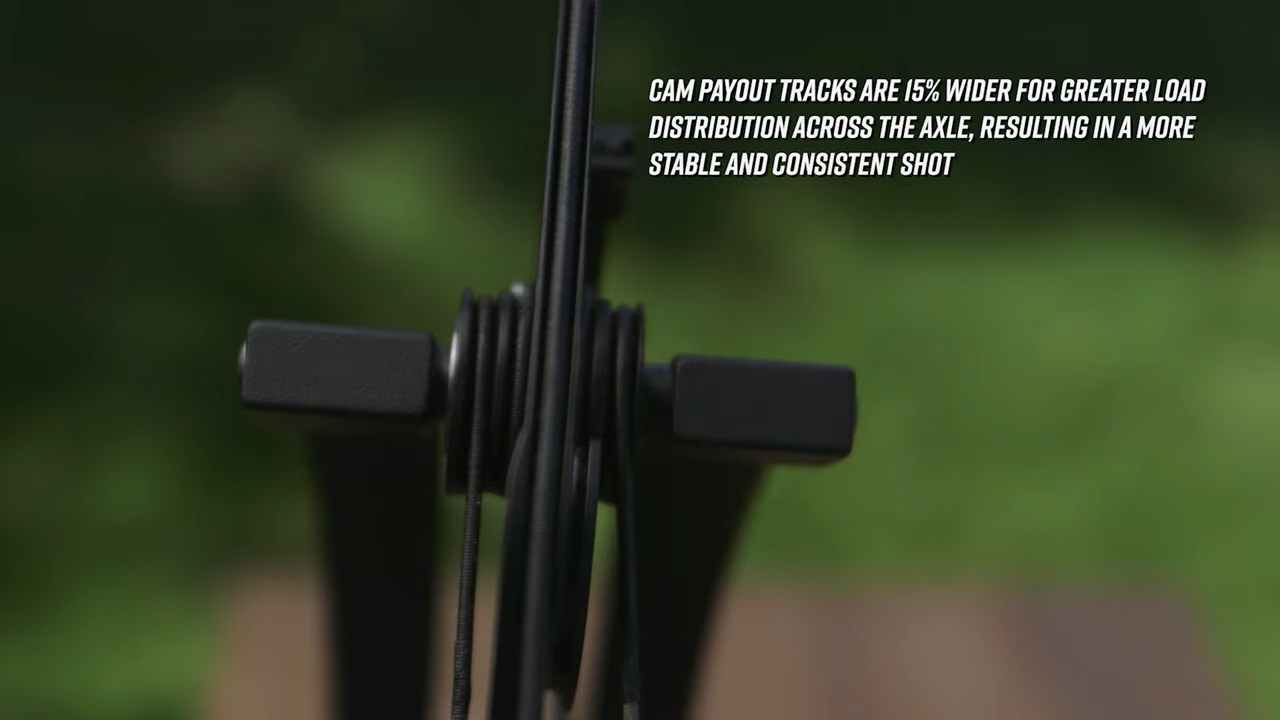 CAM PAYOUT TRACKS ARE 15% WIDER FOR GREATER LOAD
DISTRIBUTION ACROSS THE AXLE, RESULTING IN A MORE
STABLE AND CONSISTENT SHOT